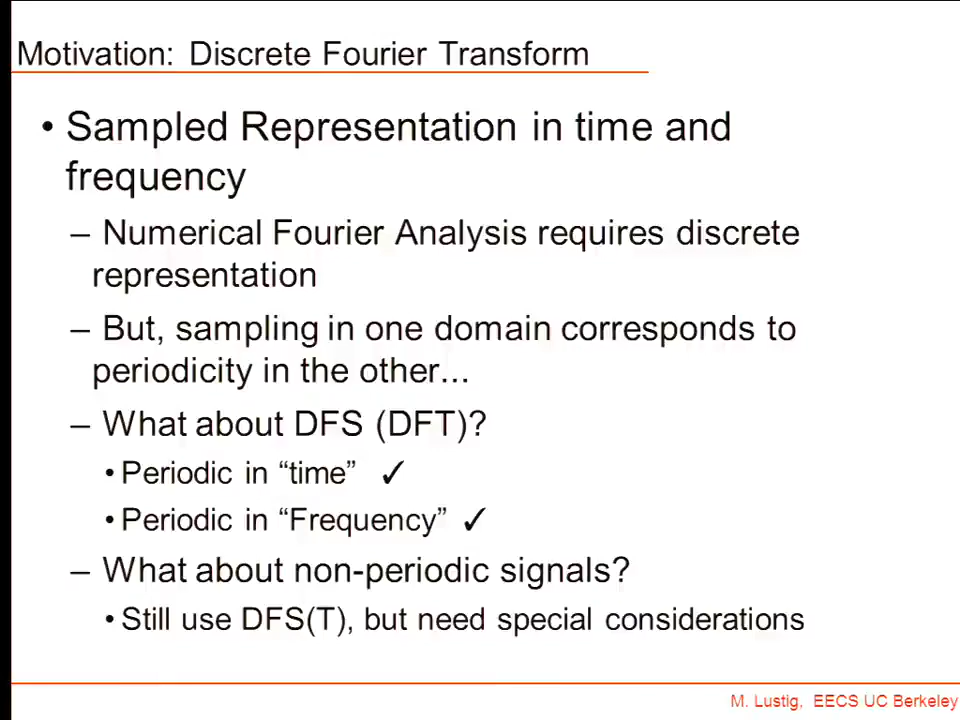 Motivation: Discrete Fourier Transform
• Sampled Representation in time and
frequency
– Numerical Fourier Analysis requires discrete
representation
– But, sampling in one domain corresponds to
periodicity in the other...
– What about DFS (DFT)?
• Periodic in “time” ✓
• Periodic in “Frequency” ✓
– What about non-periodic signals?
• Still use DFS(T), but need special considerations
M. Lustig, EECS UC Berkeley